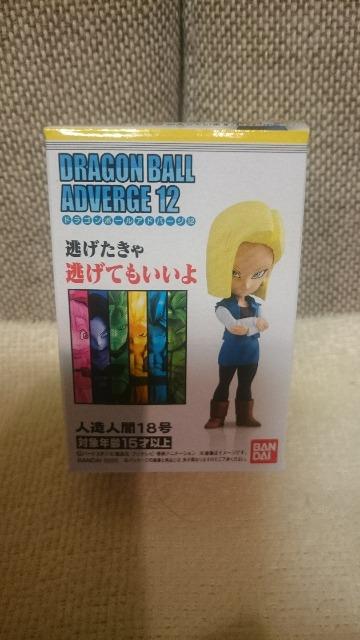 DRAGON BALL
ADVERGE 12
ドラゴンボールアドバージ12
逃げたきゃ
逃げてもいいよ
人造人間18号
対象年齢15才以上
BAN
DAI